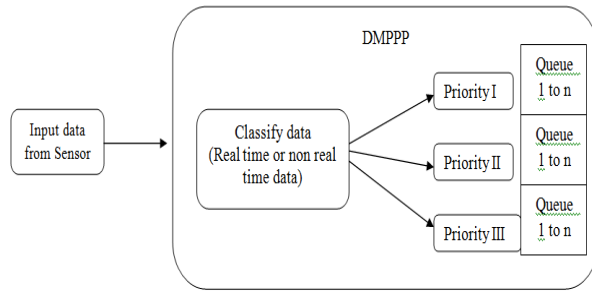 DMPPP
Input data
from Sensor
Classify data
(Real time or non real
time data)
Priority I
Queue
1 to n
Priority II
Queue
1 to n
Priority III
Queue
1 to n